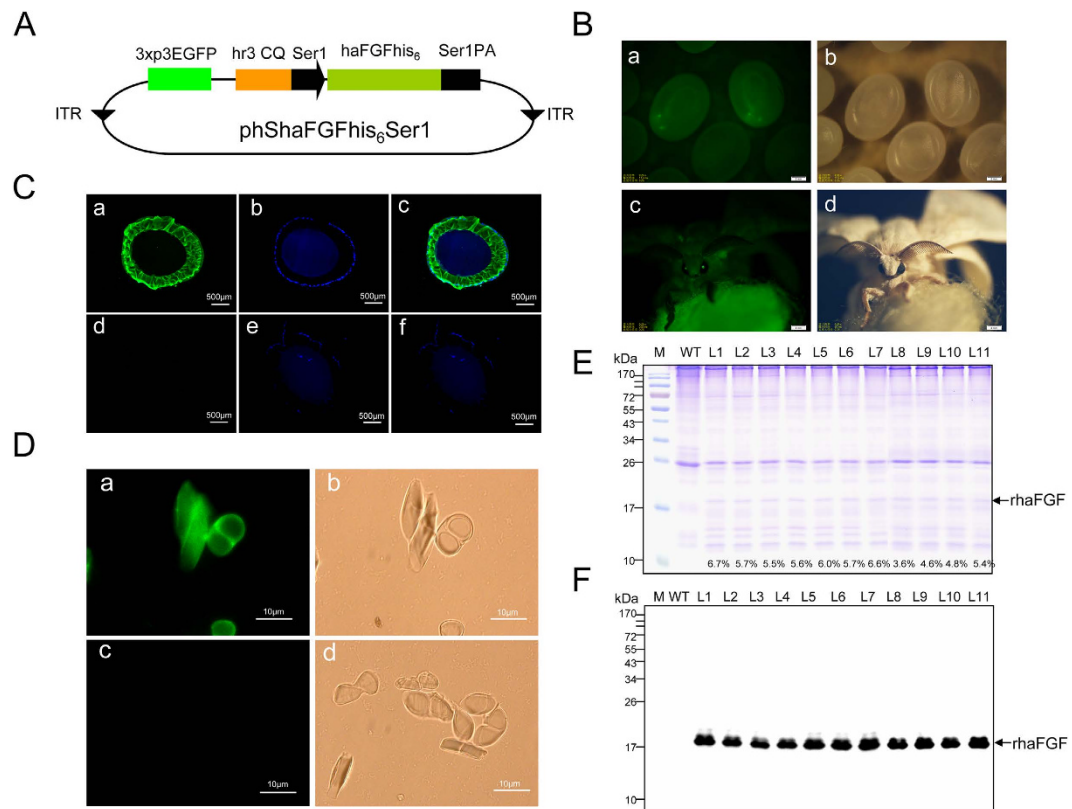 A
3xp3EGFP hr3 CQ Ser1 haFGFhis₆ Ser1PA
ITR ITR
phShaFGFhis₆Ser1
B
a b
c d
C
a b c
500μm 500μm 500μm
d e f
500μm 500μm 500μm
D
a b
10μm 10μm
c d
10μm 10μm
E
kDa M WT L1 L2 L3 L4 L5 L6 L7 L8 L9 L10 L11
170
72
55
43
34
26
17
10
rhaFGF
6.7% 5.7% 5.5% 5.6% 6.0% 5.7% 6.6% 3.6% 4.6% 4.8% 5.4%
F
kDa M WT L1 L2 L3 L4 L5 L6 L7 L8 L9 L10 L11
170
72
55
43
34
26
17
10
rhaFGF